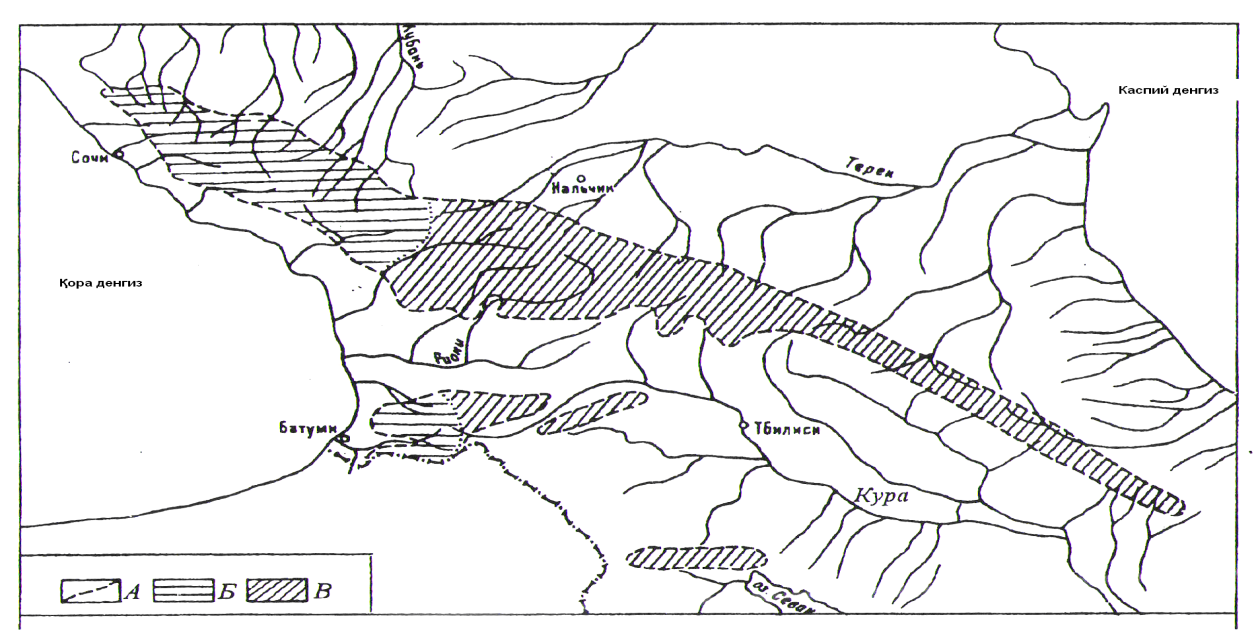 Кубань
Каспий денгиз
Сочи
Терек
Нальчик
Қора денгиз
Риони
Батуми
Тбилиси
Кура
оз. Севан
А Б В